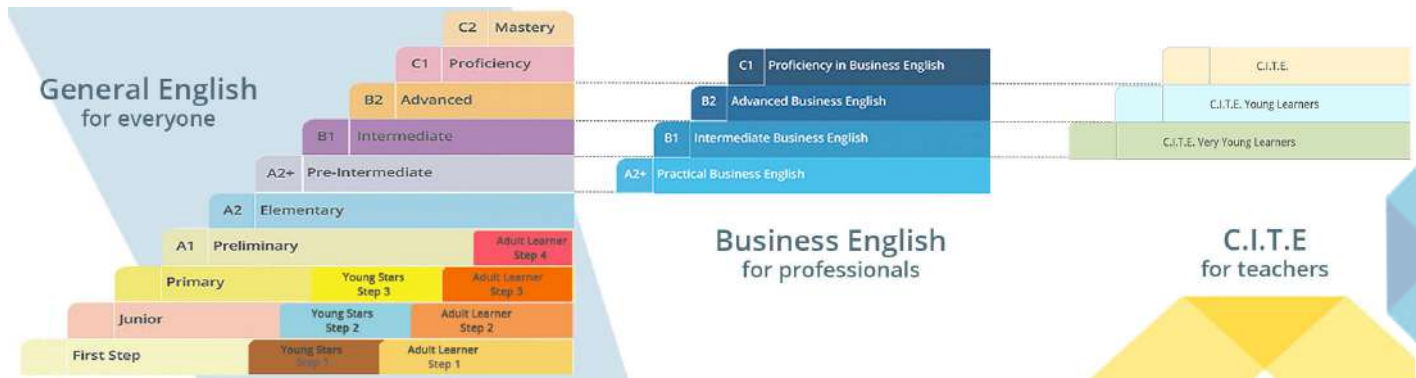 C2 Mastery
C1 Proficiency
B2 Advanced
B1 Intermediate
A2+ Pre-Intermediate
A2 Elementary
A1 Preliminary
Adult Learner
Step 4
Primary
Young Stars
Step 3
Adult Learner
Step 3
Junior
Young Stars
Step 2
Adult Learner
Step 2
First Step
Young Stars
Step 1
Adult Learner
Step 1
General English
for everyone
C1 Proficiency in Business English
B2 Advanced Business English
B1 Intermediate Business English
A2+ Practical Business English
Business English
for professionals
C.I.T.E.
C.I.T.E. Young Learners
C.I.T.E. Very Young Learners
C.I.T.E
for teachers